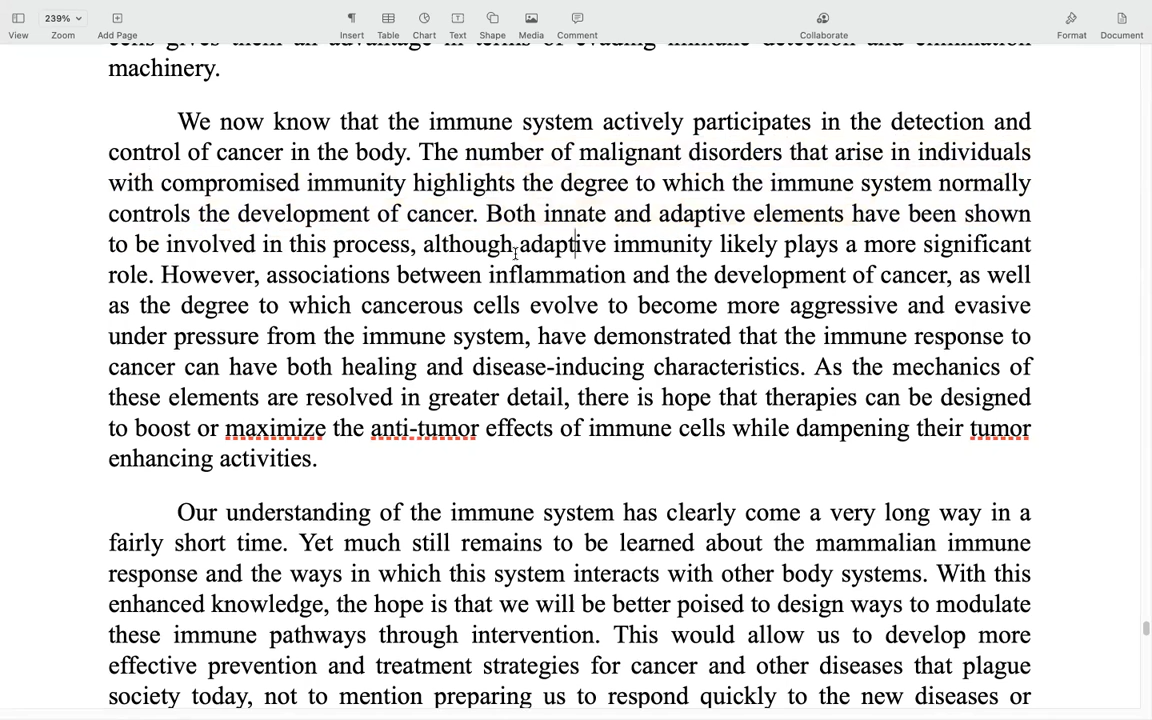 239%
View
Zoom
Add Page
Insert
Table
Chart
Text
Shape
Media
Comment
Collaborate
Format
Document
cells gives them an advantage in terms of evading immune detection and elimination
machinery.
We now know that the immune system actively participates in the detection and
control of cancer in the body. The number of malignant disorders that arise in individuals
with compromised immunity highlights the degree to which the immune system normally
controls the development of cancer. Both innate and adaptive elements have been shown
to be involved in this process, although adaptive immunity likely plays a more significant
role. However, associations between inflammation and the development of cancer, as well
as the degree to which cancerous cells evolve to become more aggressive and evasive
under pressure from the immune system, have demonstrated that the immune response to
cancer can have both healing and disease-inducing characteristics. As the mechanics of
these elements are resolved in greater detail, there is hope that therapies can be designed
to boost or maximize the anti-tumor effects of immune cells while dampening their tumor
enhancing activities.
Our understanding of the immune system has clearly come a very long way in a
fairly short time. Yet much still remains to be learned about the mammalian immune
response and the ways in which this system interacts with other body systems. With this
enhanced knowledge, the hope is that we will be better poised to design ways to modulate
these immune pathways through intervention. This would allow us to develop more
effective prevention and treatment strategies for cancer and other diseases that plague
society today, not to mention preparing us to respond quickly to the new diseases or